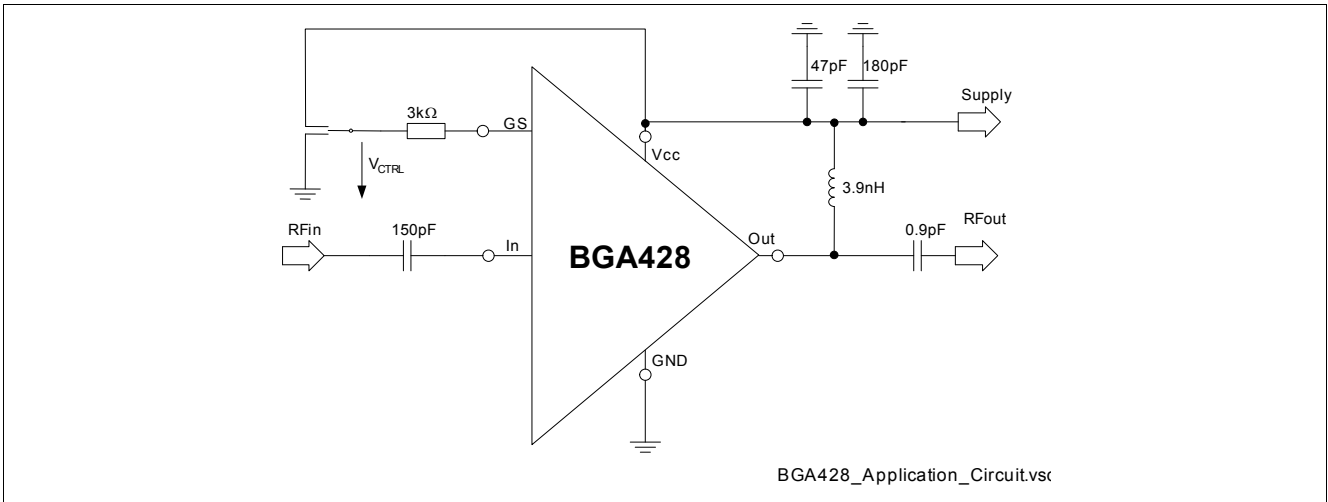 47pF 180pF
Supply
3kΩ
GS
Vcc
VCTRL
3.9nH
RFin
150pF
In
BGA428
Out
0.9pF
RFout
GND
BGA428_Application_Circuit.vsd